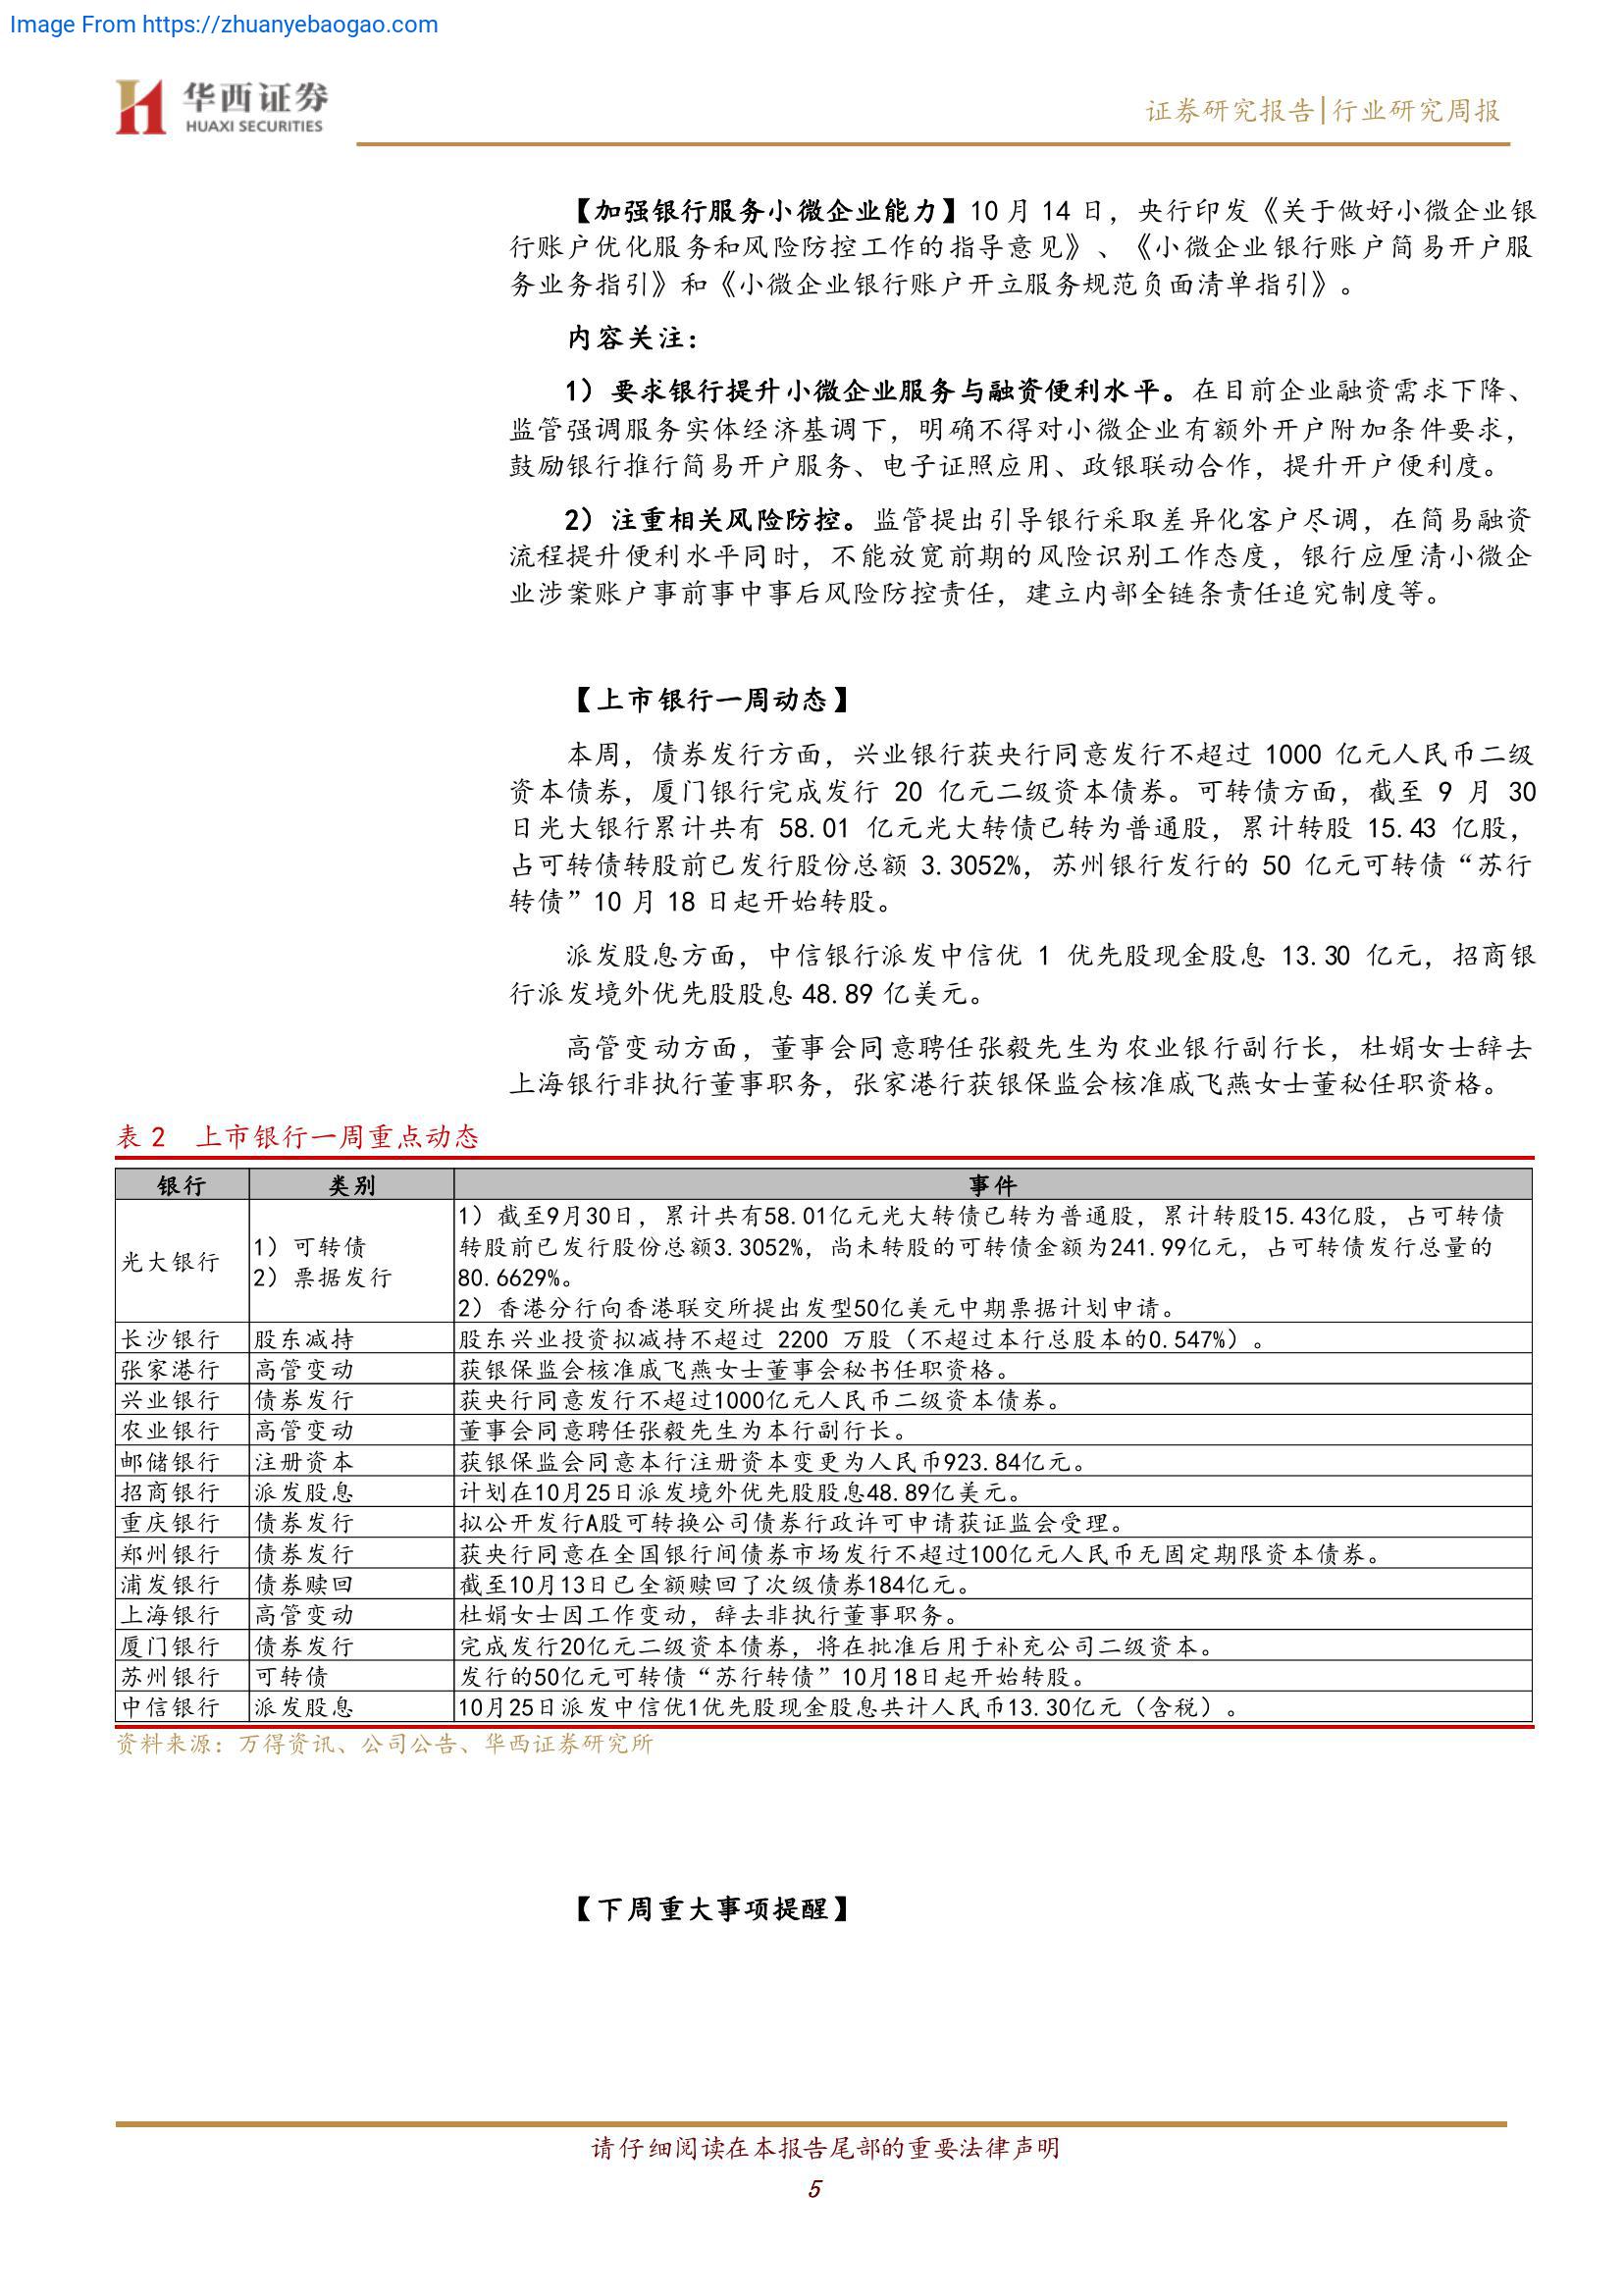 Image From https://zhuanyebaogao.com
华西证券
HUAXI SECURITIES
证券研究报告|行业研究周报
【加强银行服务小微企业能力】10 月 14 日，央行印发《关于做好小微企业银
行账户优化服务和风险防控工作的指导意见》、《小微企业银行账户简易开户服
务业务指引》和《小微企业银行账户开立服务规范负面清单指引》。
内容关注：
1）要求银行提升小微企业服务与融资便利水平。在目前企业融资需求下降、
监管强调服务实体经济基调下，明确不得对小微企业有额外开户附加条件要求，
鼓励银行推行简易开户服务、电子证照应用、政银联动合作，提升开户便利度。
2）注重相关风险防控。监管提出引导银行采取差异化客户尽调，在简易融资
流程提升便利水平同时，不能放宽前期的风险识别工作态度，银行应厘清小微企
业涉案账户事前事中事后风险防控责任，建立内部全链条责任追究制度等。
【上市银行一周动态】
本周，债券发行方面，兴业银行获央行同意发行不超过 1000 亿元人民币二级
资本债券，厦门银行完成发行 20 亿元二级资本债券。可转债方面，截至 9 月 30
日光大银行累计共有 58.01 亿元光大转债已转为普通股，累计转股 15.43 亿股，
占可转债转股前已发行股份总额 3.3052%，苏州银行发行的 50 亿元可转债“苏行
转债”10 月 18 日起开始转股。
派发股息方面，中信银行派发中信优 1 优先股现金股息 13.30 亿元，招商银
行派发境外优先股股息 48.89 亿美元。
高管变动方面，董事会同意聘任张毅先生为农业银行副行长，杜娟女士辞去
上海银行非执行董事职务，张家港行获银保监会核准戚飞燕女士董秘任职资格。
表 2 上市银行一周重点动态
银行 类别 事件
光大银行 1）可转债 2）票据发行 1）截至9月30日，累计共有58.01亿元光大转债已转为普通股，累计转股15.43亿股，占可转债
转股前已发行股份总额3.3052%，尚未转股的可转债金额为241.99亿元，占可转债发行总量的
80.6629%。
2）香港分行向香港联交所提出发型50亿美元中期票据计划申请。
长沙银行 股东减持 股东兴业投资拟减持不超过 2200 万股（不超过本行总股本的0.547%）。
张家港行 高管变动 获银保监会核准戚飞燕女士董事会秘书任职资格。
兴业银行 债券发行 获央行同意发行不超过1000亿元人民币二级资本债券。
农业银行 高管变动 董事会同意聘任张毅先生为本行副行长。
邮储银行 注册资本 获银保监会同意本行注册资本变更为人民币923.84亿元。
招商银行 派发股息 计划在10月25日派发境外优先股股息48.89亿美元。
重庆银行 债券发行 拟公开发行A股可转换公司债券行政许可申请获证监会受理。
郑州银行 债券发行 获央行同意在全国银行间债券市场发行不超过100亿元人民币无固定期限资本债券。
浦发银行 债券赎回 截至10月13日已全额赎回了次级债券184亿元。
上海银行 高管变动 杜娟女士因工作变动，辞去非执行董事职务。
厦门银行 债券发行 完成发行20亿元二级资本债券，将在批准后用于补充公司二级资本。
苏州银行 可转债 发行的50亿元可转债“苏行转债”10月18日起开始转股。
中信银行 派发股息 10月25日派发中信优1优先股现金股息共计人民币13.30亿元（含税）。
资料来源：万得资讯、公司公告、华西证券研究所
【下周重大事项提醒】
请仔细阅读在本报告尾部的重要法律声明
5